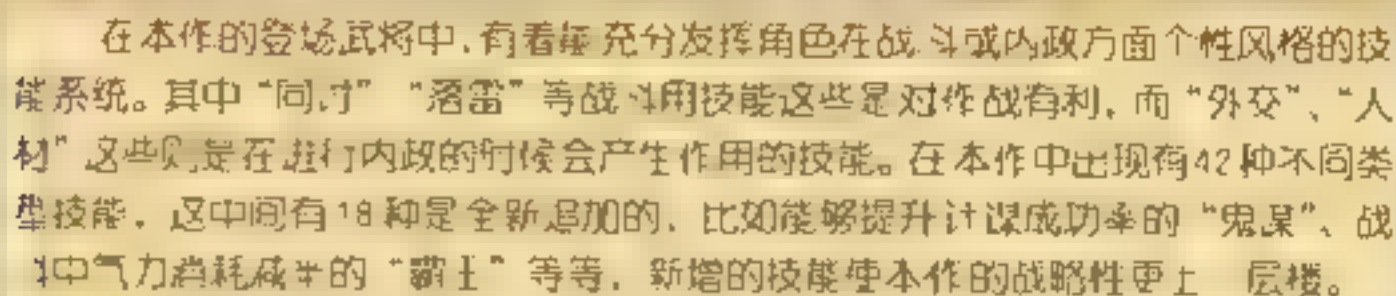 在本作的登场武将中，有着能充分发挥角色在战斗或内政方面个性风格的技
能系统。其中“同讨”“落雷”等战斗用技能这些是对作战有利，而“外交”、“人
材”这些则是在进行内政的时候会产生作用的技能。在本作中出现有42种不同类
型技能，这中间有18种是全新追加的，比如能够提升计谋成功率的“鬼谋”、战
斗中气力消耗减半的“霸王”等等，新增的技能使本作的战略性更上一层楼。